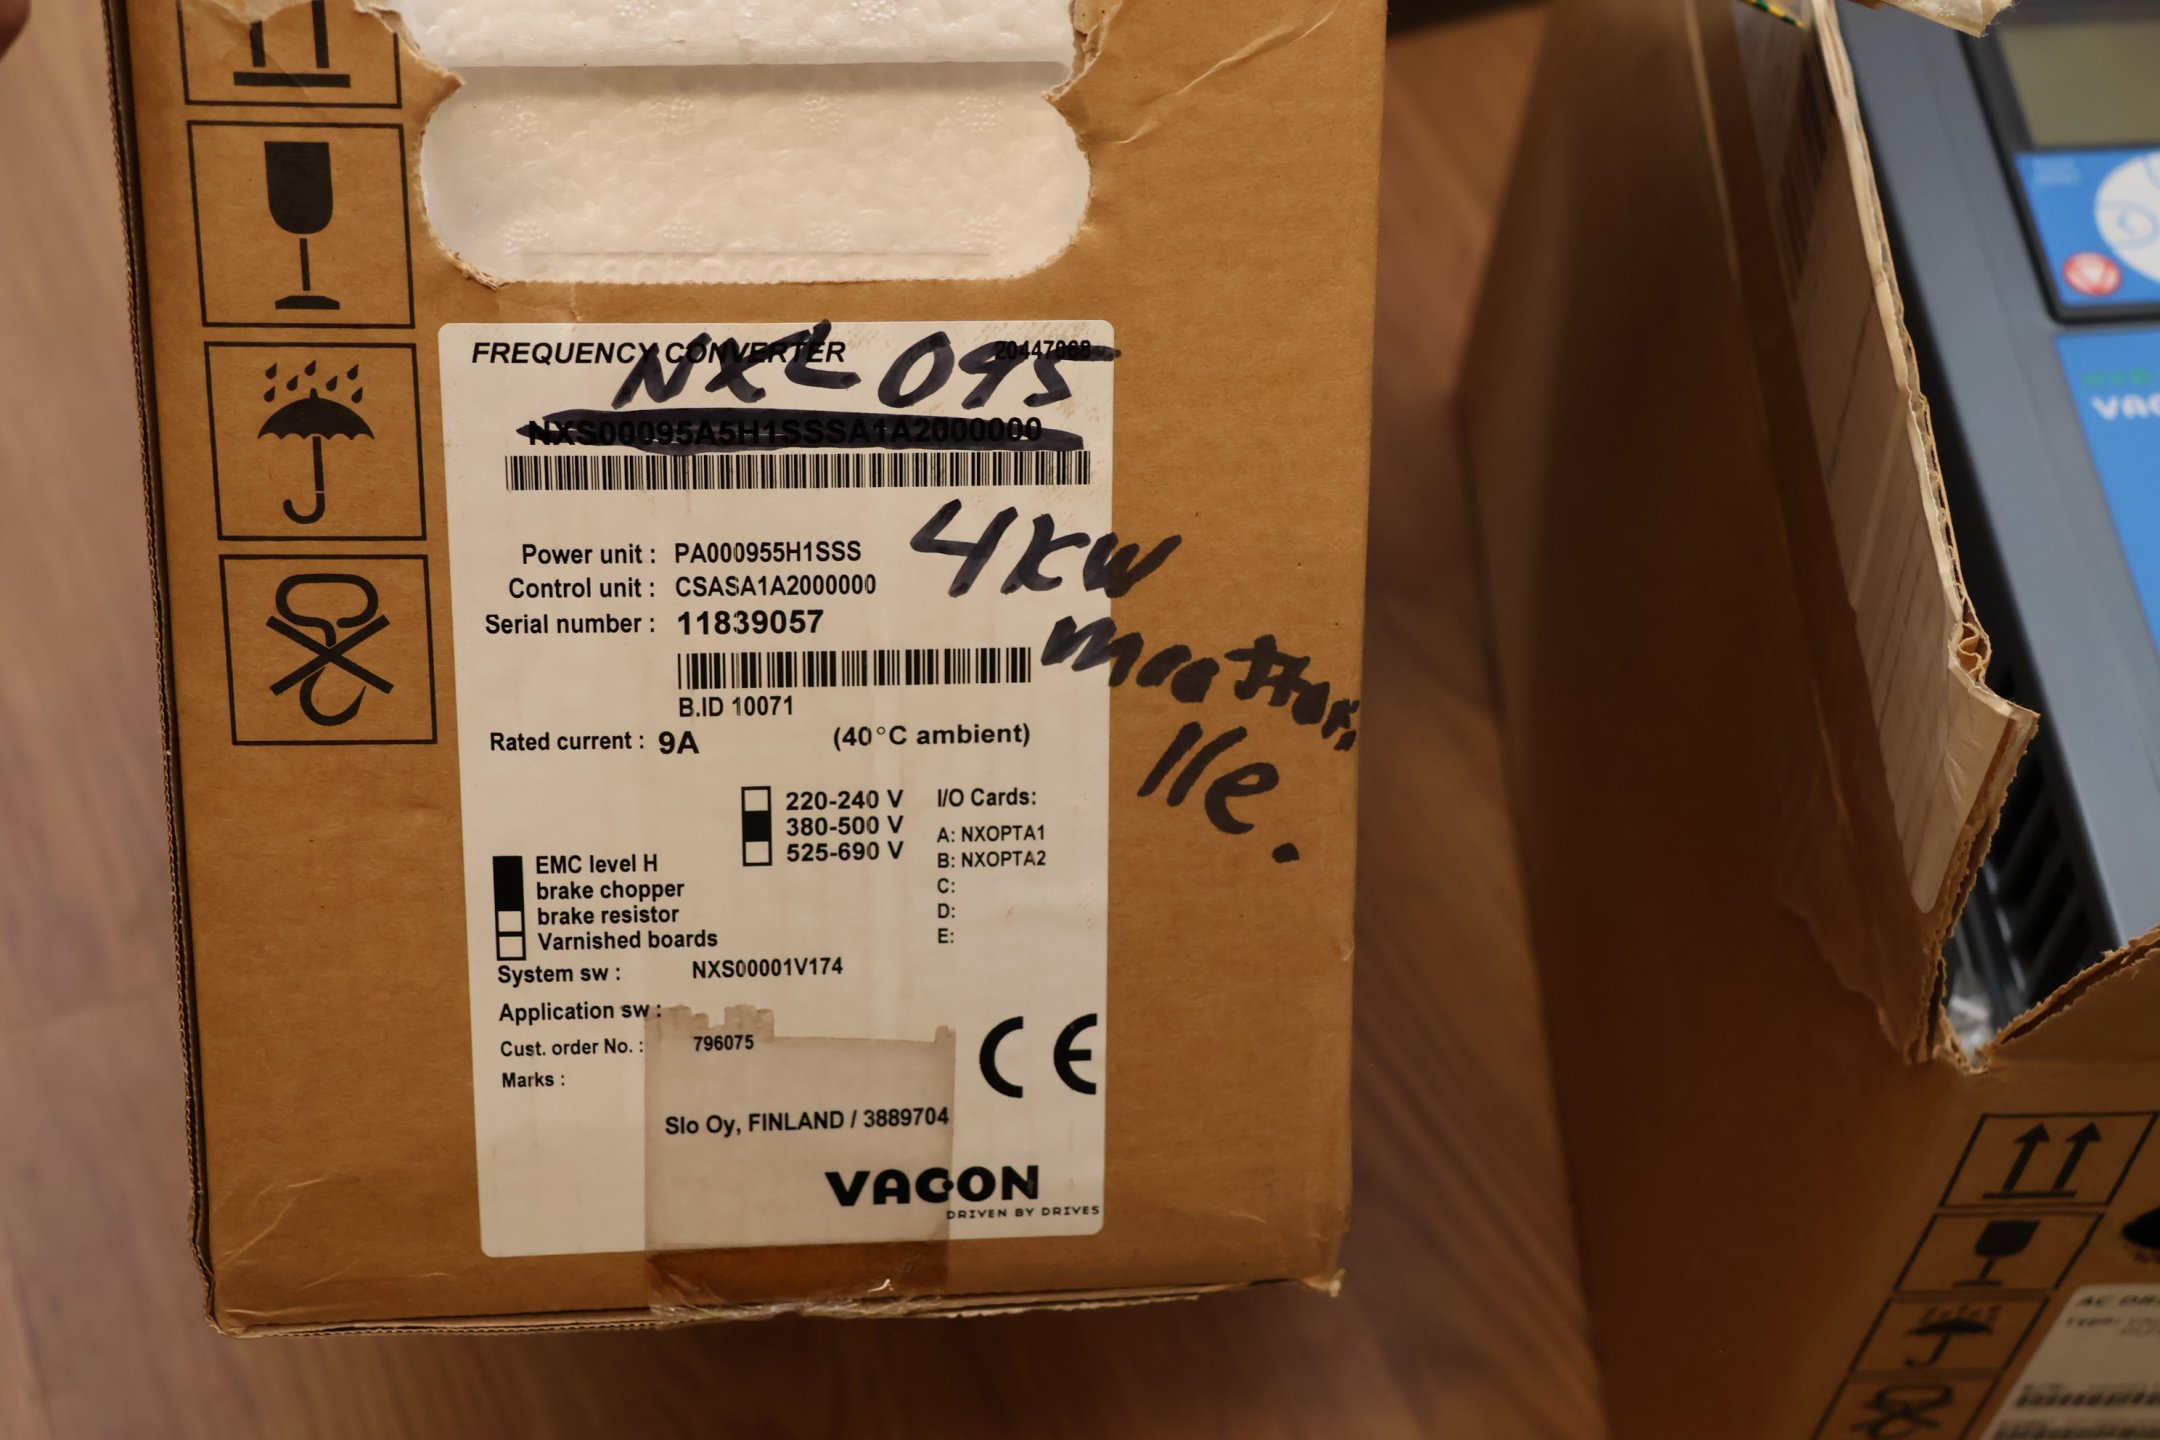 FREQUENCY CONVERTER 20447068
NXL 095
NXS00095A5H1SSSA1A2000000
4kw
moottori
lle.
Power unit : PA000955H1SSS
Control unit : CSASA1A2000000
Serial number : 11839057
B.ID 10071
Rated current : 9A (40°C ambient)
220-240 V
380-500 V
525-690 V
I/O Cards:
A: NXOPTA1
B: NXOPTA2
C:
D:
E:
EMC level H
brake chopper
brake resistor
Varnished boards
System sw : NXS00001V174
Application sw :
Cust. order No. : 796075
Marks :
CE
Slo Oy, FINLAND / 3889704
VACON
DRIVEN BY DRIVES